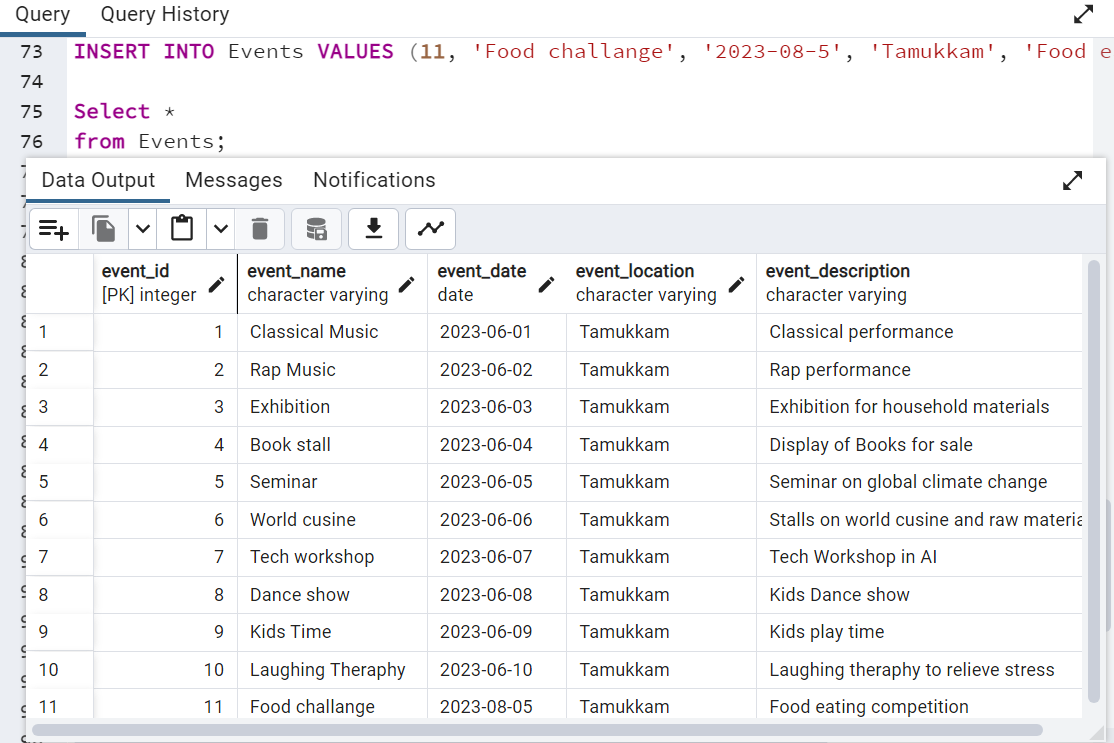 Query Query History
73 INSERT INTO Events VALUES (11, 'Food challange', '2023-08-5', 'Tamukkam', 'Food e
74
75 Select *
76 from Events;
Data Output Messages Notifications
event_id event_name event_date event_location event_description
[PK] integer character varying date character varying character varying
1 1 Classical Music 2023-06-01 Tamukkam Classical performance
2 2 Rap Music 2023-06-02 Tamukkam Rap performance
3 3 Exhibition 2023-06-03 Tamukkam Exhibition for household materials
4 4 Book stall 2023-06-04 Tamukkam Display of Books for sale
5 5 Seminar 2023-06-05 Tamukkam Seminar on global climate change
6 6 World cusine 2023-06-06 Tamukkam Stalls on world cusine and raw materia
7 7 Tech workshop 2023-06-07 Tamukkam Tech Workshop in AI
8 8 Dance show 2023-06-08 Tamukkam Kids Dance show
9 9 Kids Time 2023-06-09 Tamukkam Kids play time
10 10 Laughing Theraphy 2023-06-10 Tamukkam Laughing theraphy to relieve stress
11 11 Food challange 2023-08-05 Tamukkam Food eating competition